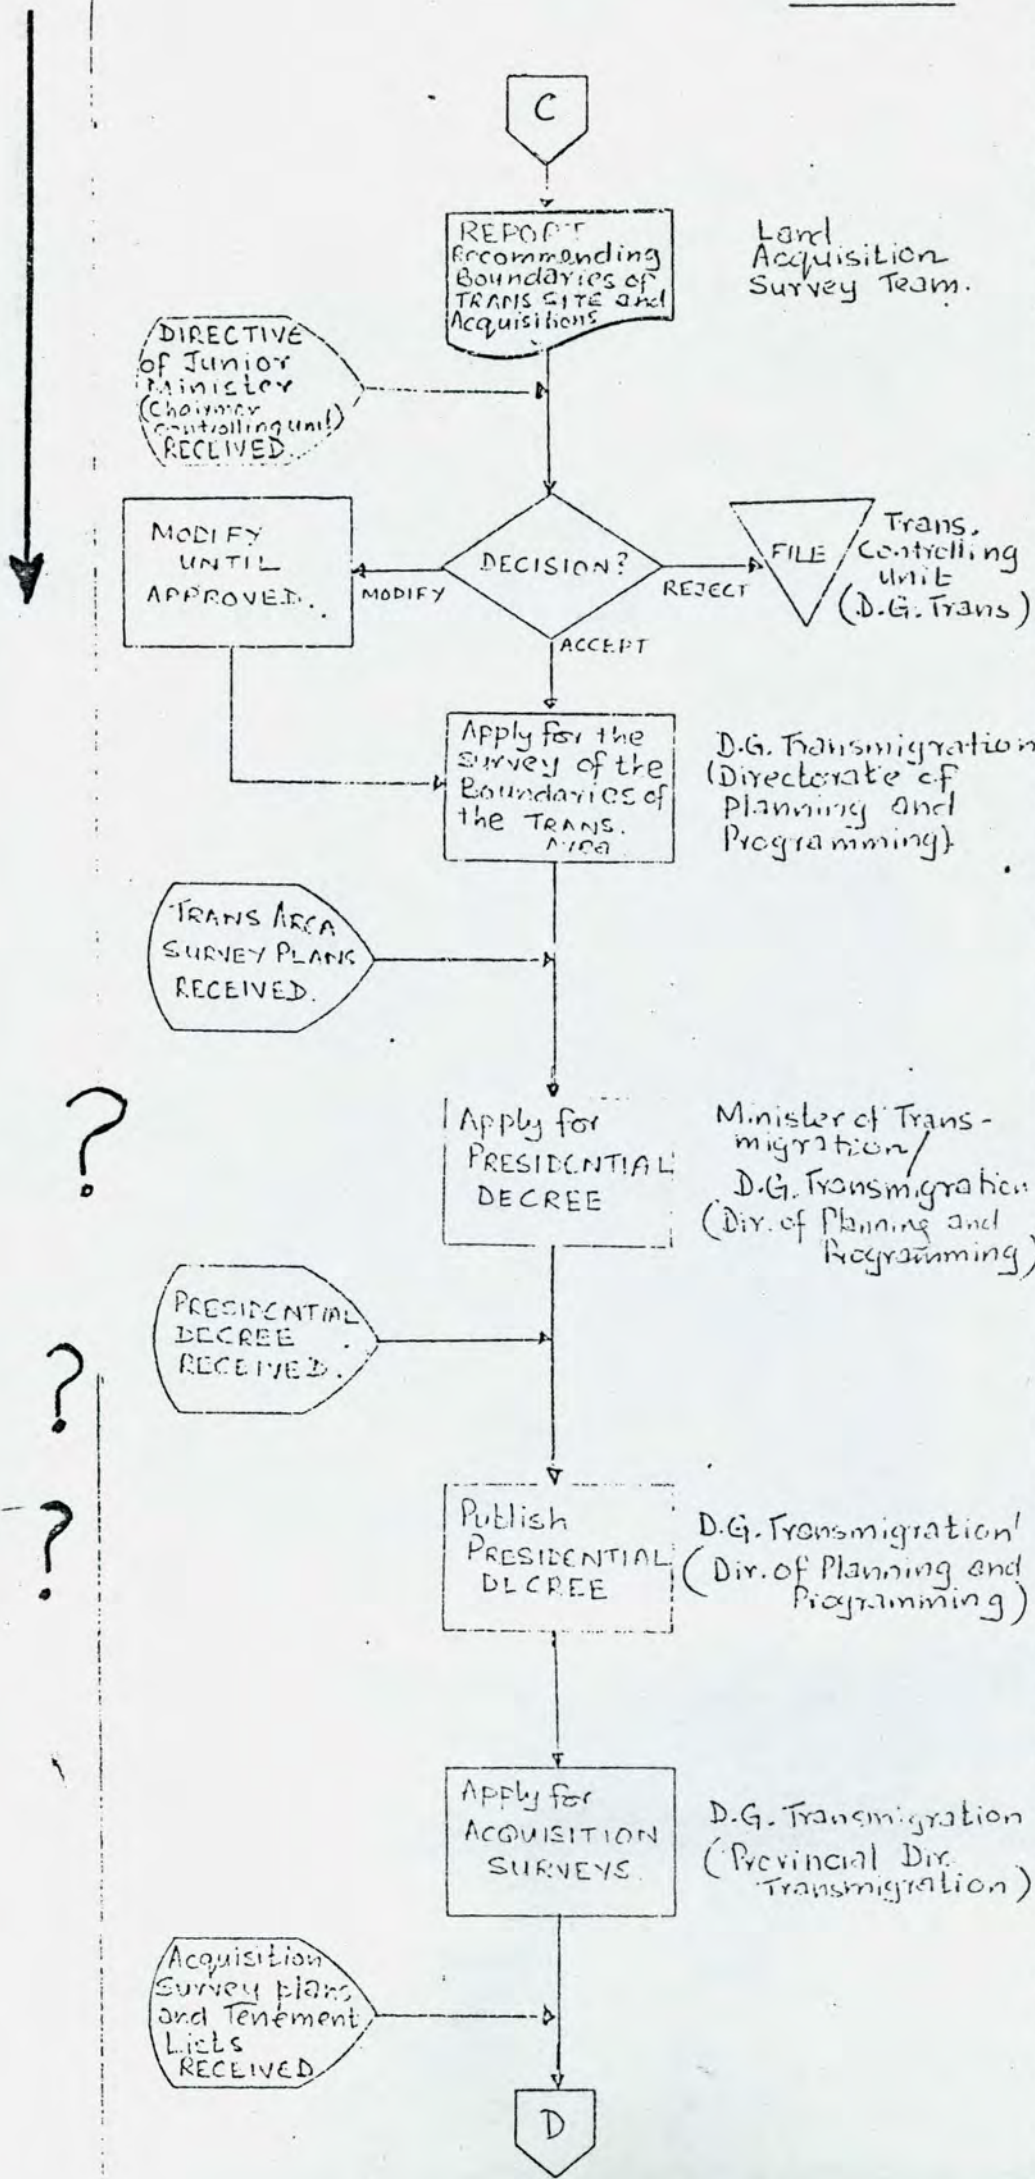 C
REPORT
Recommending
Boundaries of
TRANS SITE and
Acquisitions
Land
Acquisition
Survey Team.
DIRECTIVE
of Junior
Minister
(Chairman
controlling unit)
RECEIVED.
MODIFY
UNTIL
APPROVED.
MODIFY
DECISION?
REJECT
FILE
Trans.
Controlling
unit
(D.G. Trans)
ACCEPT
Apply for the
Survey of the
Boundaries of
the TRANS.
Area
D.G. Transmigration
(Directorate of
Planning and
Programming)
TRANS AREA
SURVEY PLANS
RECEIVED.
?
Apply for
PRESIDENTIAL
DECREE
Minister of Trans-
migration/
D.G. Transmigration
(Dir. of Planning and
Programming)
PRESIDENTIAL
DECREE
RECEIVED.
?
?
Publish
PRESIDENTIAL
DECREE
D.G. Transmigration
(Dir. of Planning and
Programming)
Apply for
ACQUISITION
SURVEYS.
D.G. Transmigration
(Provincial Dir.
Transmigration)
Acquisition
Survey plans
and Tenement
Lists
RECEIVED
D